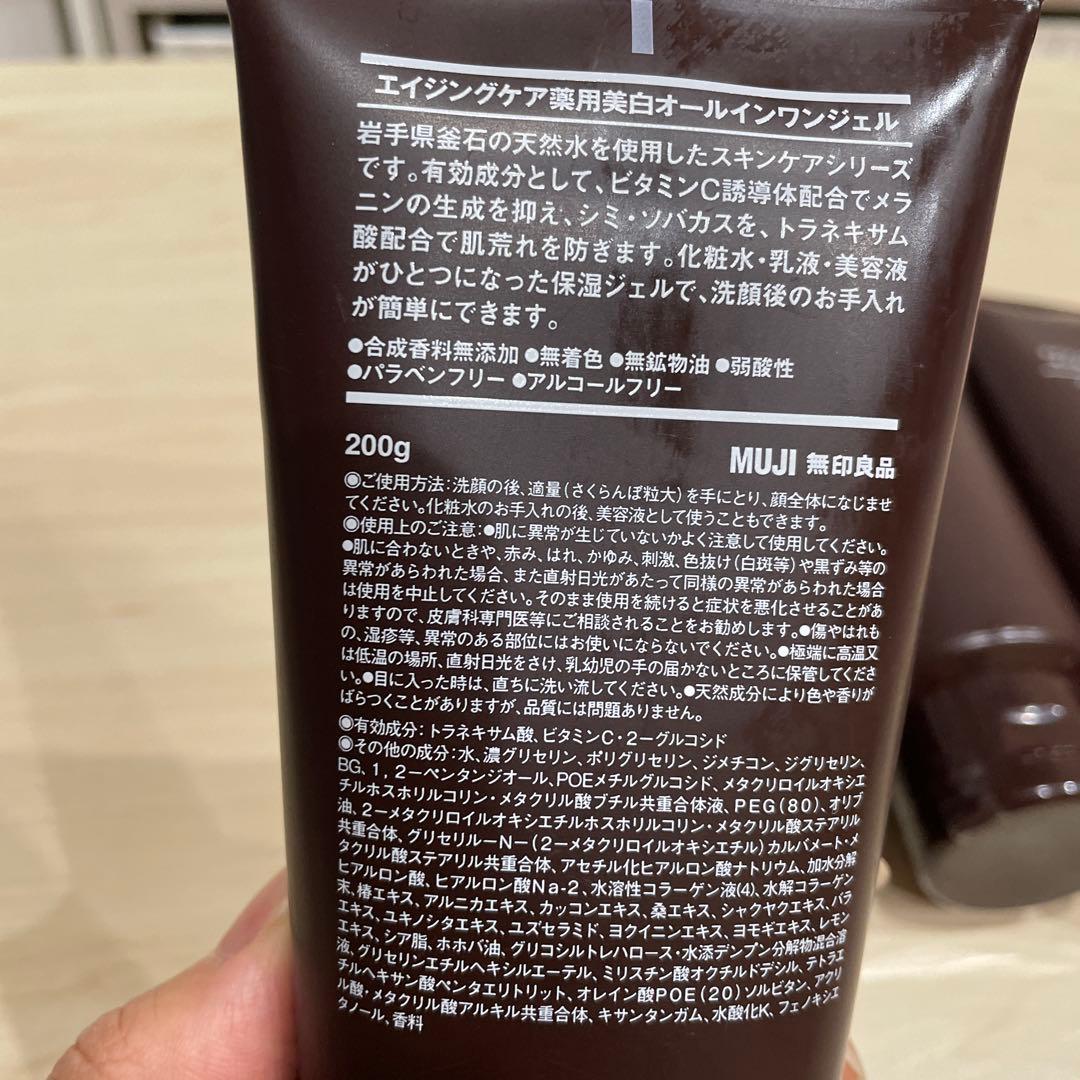 エイジングケア薬用美白オールインワンジェル
岩手県釜石の天然水を使用したスキンケアシリーズ
です。有効成分として、ビタミンC誘導体配合でメラ
ニンの生成を抑え、シミ・ソバカスを、トラネキサム
酸配合で肌荒れを防ぎます。化粧水・乳液・美容液
がひとつになった保湿ジェルで、洗顔後のお手入れ
が簡単にできます。
●合成香料無添加 ●無着色 ●無鉱物油 ●弱酸性
●パラベンフリー ●アルコールフリー
200g
MUJI 無印良品
◉ご使用方法:洗顔の後、適量(さくらんぼ粒大)を手にとり、顔全体になじませ
てください。化粧水のお手入れの後、美容液として使うこともできます。
◉使用上のご注意:●肌に異常が生じていないかよく注意して使用してください。
●肌に合わないときや、赤み、はれ、かゆみ、刺激、色抜け(白斑等)や黒ずみ等の
異常があらわれた場合、また直射日光があたって同様の異常があらわれた場合
は使用を中止してください。そのまま使用を続けると症状を悪化させることがあ
りますので、皮膚科専門医等にご相談されることをお勧めします。●傷やはれも
の、湿疹等、異常のある部位にはお使いにならないでください。●極端に高温又
は低温の場所、直射日光をさけ、乳幼児の手の届かないところに保管してくださ
い。●目に入った時は、直ちに洗い流してください。●天然成分により色や香りが
ばらつくことがありますが、品質には問題ありません。
◉有効成分:トラネキサム酸、ビタミンC・2ーグルコシド
◉その他の成分:水、濃グリセリン、ポリグリセリン、ジメチコン、ジグリセリン、
BG、1,2ーペンタンジオール、POEメチルグルコシド、メタクリロイルオキシエ
チルホスホリルコリン・メタクリル酸ブチル共重合体液、PEG(80)、オリブ
油、2ーメタクリロイルオキシエチルホスホリルコリン・メタクリル酸ステアリル
共重合体、グリセリルーNー(2ーメタクリロイルオキシエチル)カルバメート・メ
タクリル酸ステアリル共重合体、アセチル化ヒアルロン酸ナトリウム、加水分解
ヒアルロン酸、ヒアルロン酸Na-2、水溶性コラーゲン液(4)、水解コラーゲン
末、椿エキス、アルニカエキス、カッコンエキス、桑エキス、シャクヤクエキス、バラ
エキス、ユキノシタエキス、ユズセラミド、ヨクイニンエキス、ヨモギエキス、レモン
エキス、シア脂、ホホバ油、グリコシルトレハロース・水添デンプン分解物混合溶
液、グリセリンエチルヘキシルエーテル、ミリスチン酸オクチルドデシル、テトラエ
チルヘキサン酸ペンタエリトリット、オレイン酸POE(20)ソルビタン、アクリ
ル酸・メタクリル酸アルキル共重合体、キサンタンガム、水酸化K、フェノキシエ
タノール、香料